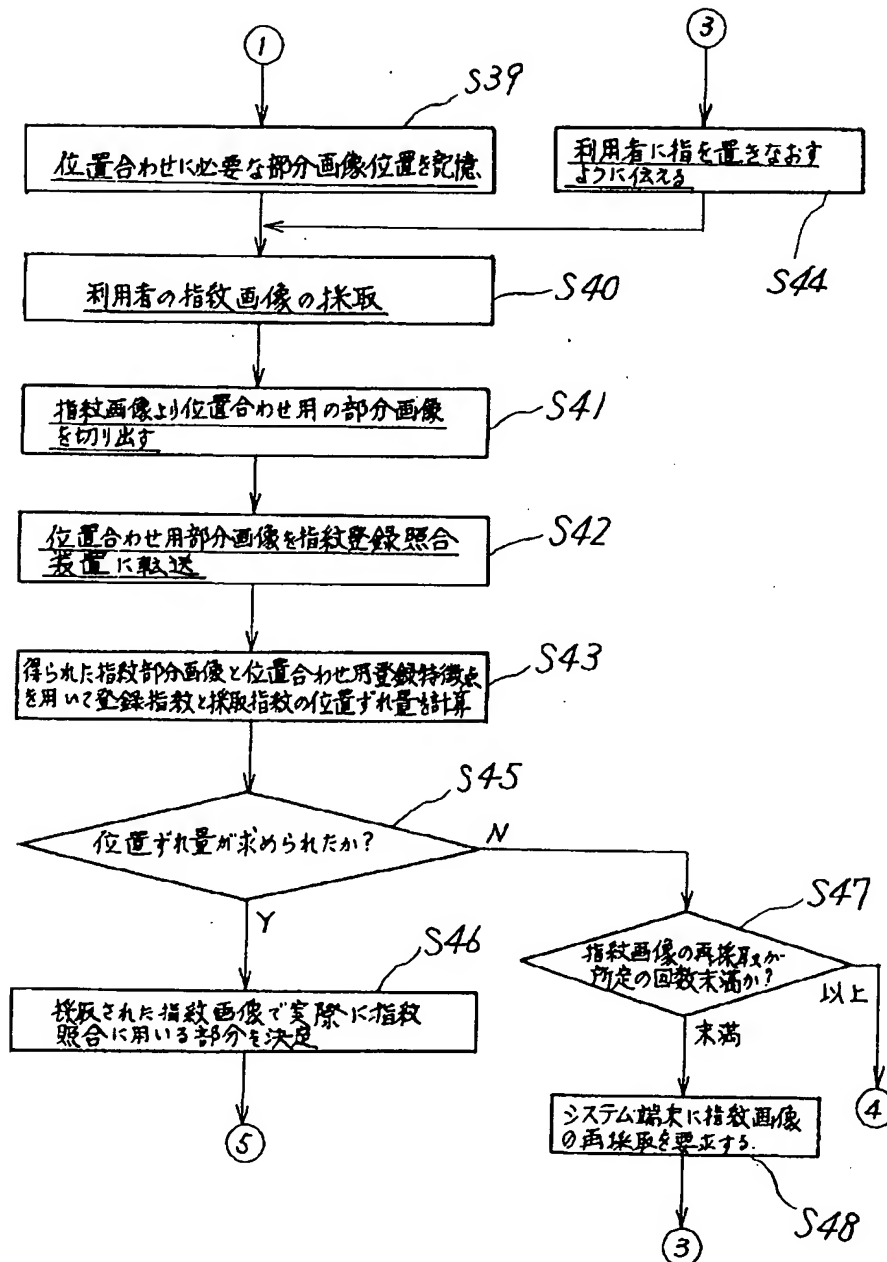 1
3
S39
位置合わせに必要な部分画像位置を記憶
利用者に指を置きなおす
ように伝える
S44
利用者の指紋画像の採取
S40
指紋画像より位置合わせ用の部分画像
を切り出す
S41
位置合わせ用部分画像を指紋登録照合
装置に転送
S42
得られた指紋部分画像と位置合わせ用登録特徴点
を用いて登録指紋と採取指紋の位置ずれ量を計算
S43
S45
位置ずれ量が求められたか?
N
Y
S47
指紋画像の再採取が
所定の回数未満か?
以上
未満
S46
採取された指紋画像で実際に指紋
照合に用いる部分を決定
4
5
システム端末に指紋画像
の再採取を要求する.
S48
3